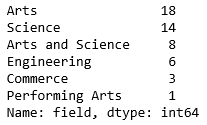 Arts 18
Science 14
Arts and Science 8
Engineering 6
Commerce 3
Performing Arts 1
Name: field, dtype: int64